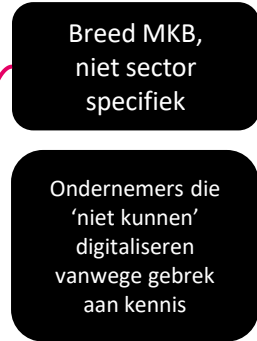 Breed MKB,
niet sector
specifiek
Ondernemers die
‘niet kunnen’
digitaliseren
vanwege gebrek
aan kennis